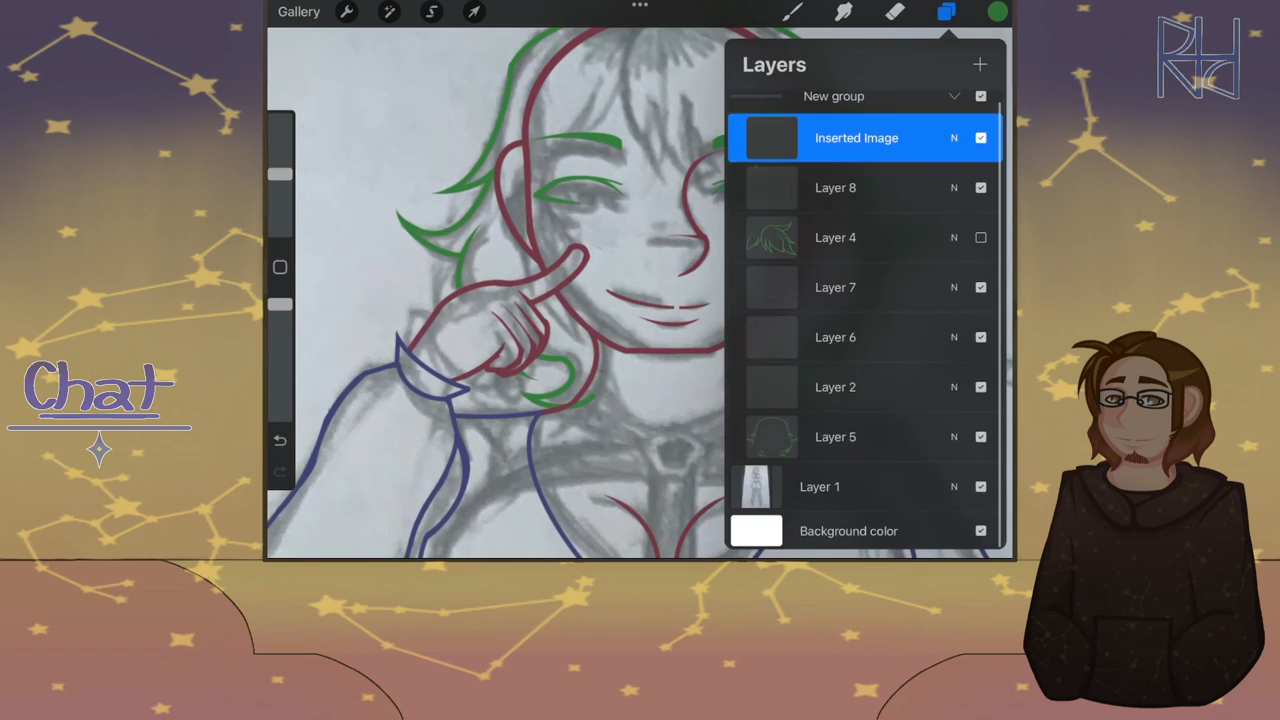 Gallery
Layers
New group
Inserted Image N
Layer 8 N
Layer 4 N
Layer 7 N
Layer 6 N
Layer 2 N
Layer 5 N
Layer 1 N
Background color
Chat